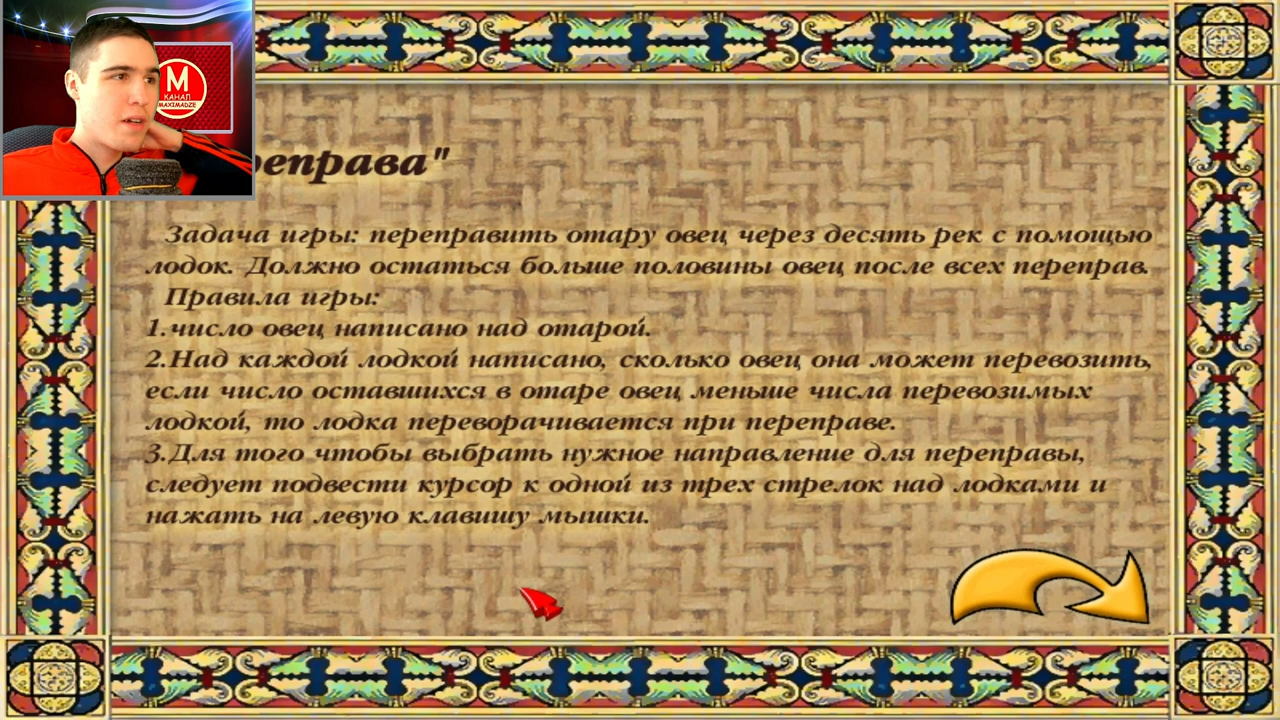 М
КАНАЛ
MAXIMADZE
реправа"
Задача игры: переправить отару овец через десять рек с помощью
лодок. Должно остаться больше половины овец после всех переправ.
Правила игры:
1.число овец написано над отарой.
2.Над каждой лодкой написано, сколько овец она может перевозить,
если число оставшихся в отаре овец меньше числа перевозимых
лодкой, то лодка переворачивается при переправе.
3.Для того чтобы выбрать нужное направление для переправы,
следует подвести курсор к одной из трех стрелок над лодками и
нажать на левую клавишу мышки.